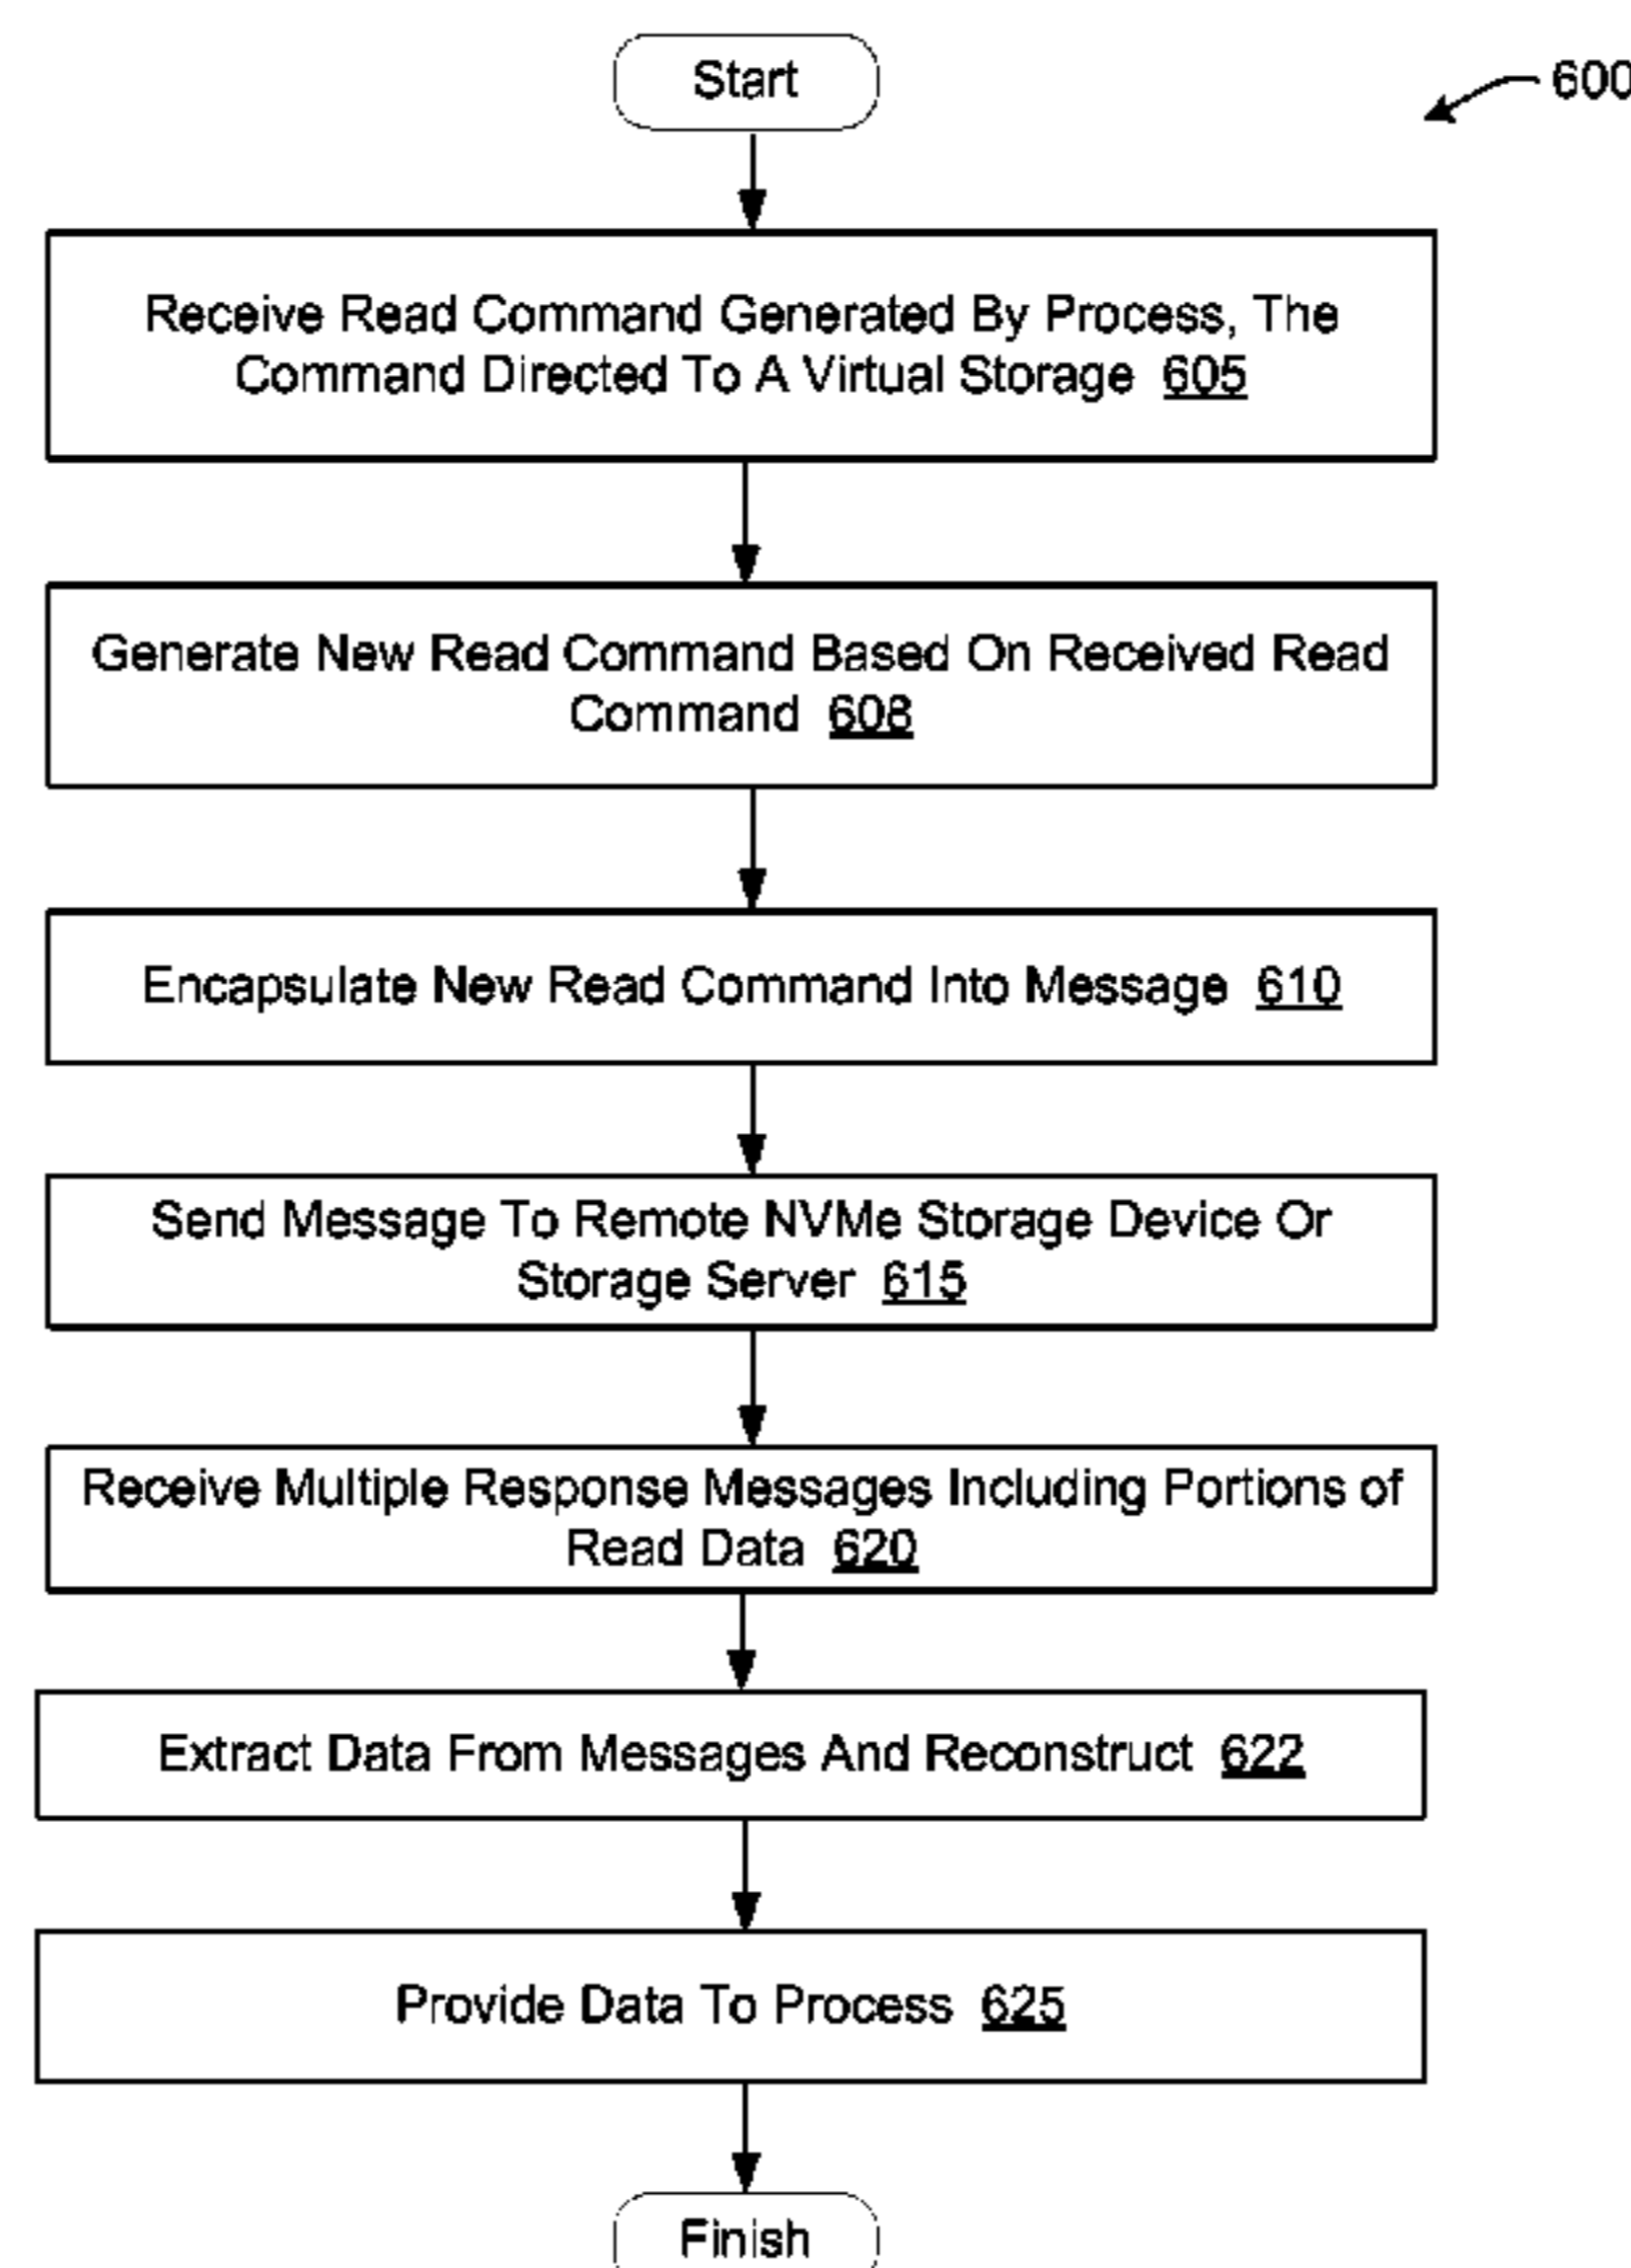 Start
600
Receive Read Command Generated By Process, The
Command Directed To A Virtual Storage 605
Generate New Read Command Based On Received Read
Command 608
Encapsulate New Read Command Into Message 610
Send Message To Remote NVMe Storage Device Or
Storage Server 615
Receive Multiple Response Messages Including Portions of
Read Data 620
Extract Data From Messages And Reconstruct 622
Provide Data To Process 625
Finish